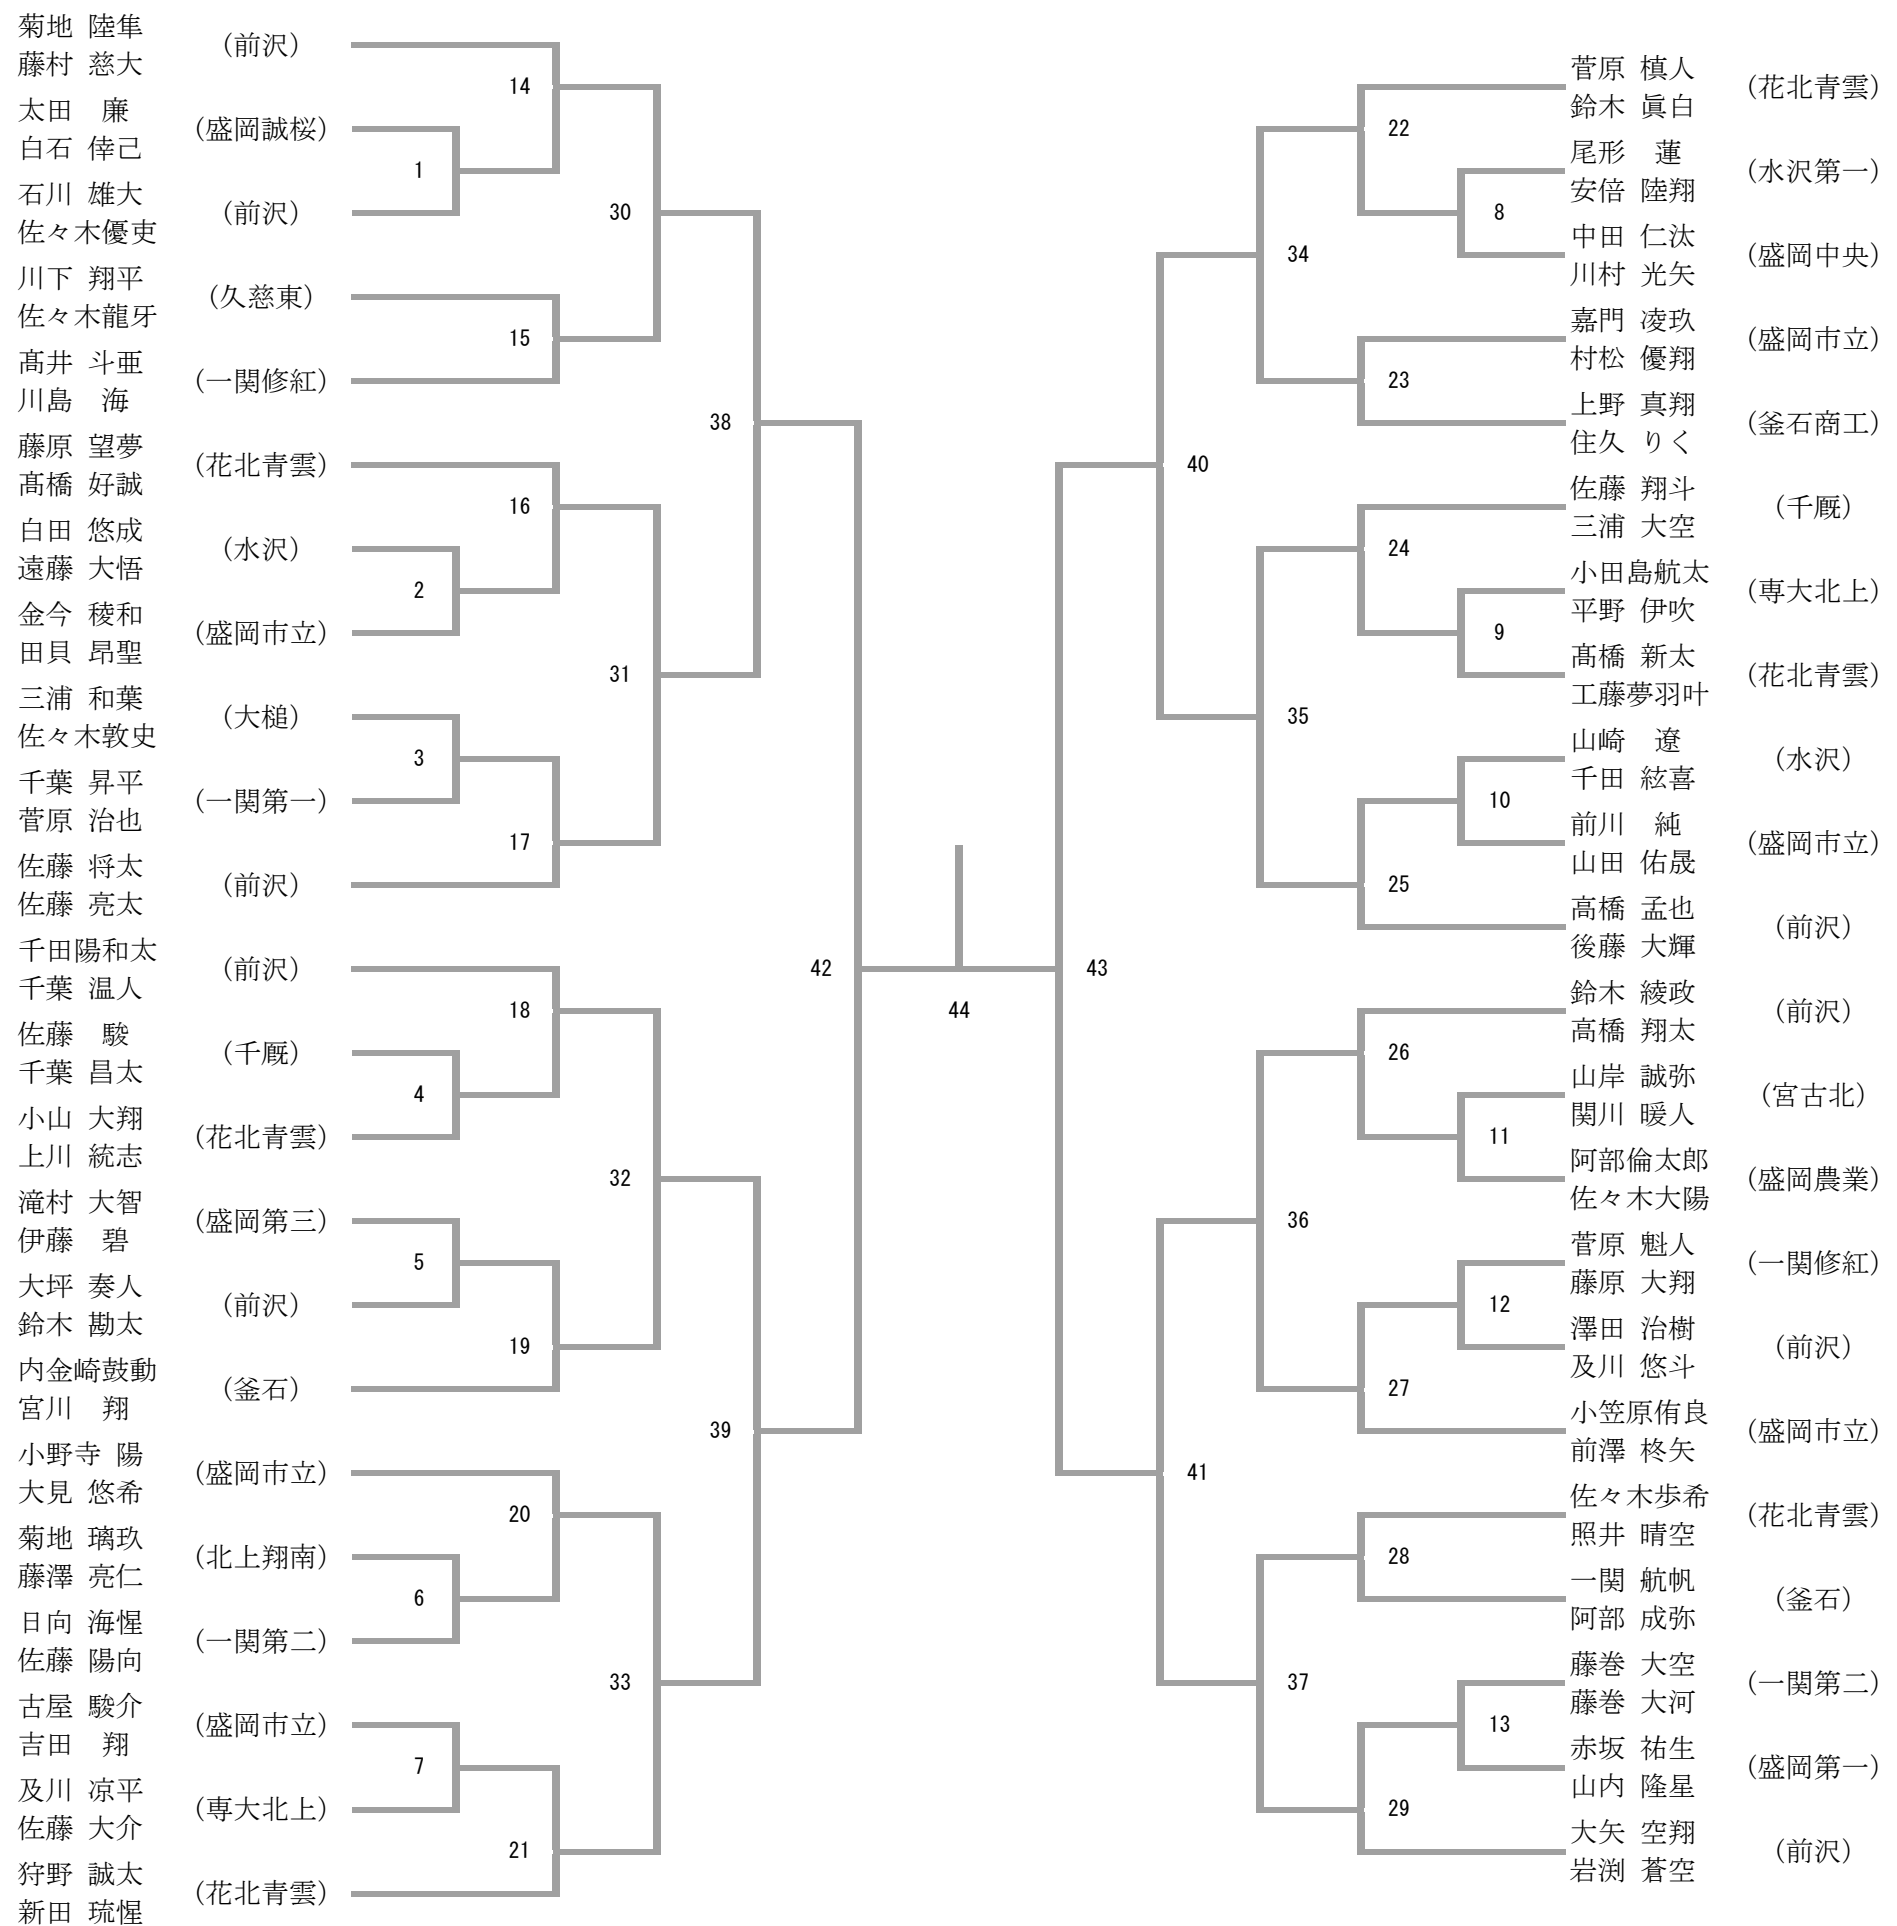 菊地 陸隼
藤村 慈大
(前沢)
太田 廉
白石 倖己
(盛岡誠桜)
石川 雄大
佐々木優吏
(前沢)
川下 翔平
佐々木龍牙
(久慈東)
髙井 斗亜
川島 海
(一関修紅)
藤原 望夢
髙橋 好誠
(花北青雲)
白田 悠成
遠藤 大悟
(水沢)
金今 稜和
田貝 昂聖
(盛岡市立)
三浦 和葉
佐々木敦史
(大槌)
千葉 昇平
菅原 治也
(一関第一)
佐藤 将太
佐藤 亮太
(前沢)
千田陽和太
千葉 温人
(前沢)
佐藤 駿
千葉 昌太
(千厩)
小山 大翔
上川 統志
(花北青雲)
滝村 大智
伊藤 碧
(盛岡第三)
大坪 奏人
鈴木 勘太
(前沢)
内金崎鼓動
宮川 翔
(釜石)
小野寺 陽
大見 悠希
(盛岡市立)
菊地 璃玖
藤澤 亮仁
(北上翔南)
日向 海惺
佐藤 陽向
(一関第二)
古屋 駿介
吉田 翔
(盛岡市立)
及川 凉平
佐藤 大介
(専大北上)
狩野 誠太
新田 琉惺
(花北青雲)
1
2
3
4
5
6
7
14
15
16
17
18
19
20
21
30
31
32
33
38
39
42
44
43
40
41
34
35
36
37
22
23
24
25
26
27
28
29
8
9
10
11
12
13
菅原 槙人
鈴木 眞白
(花北青雲)
尾形 蓮
安倍 陸翔
(水沢第一)
中田 仁汰
川村 光矢
(盛岡中央)
嘉門 凌玖
村松 優翔
(盛岡市立)
上野 真翔
住久 りく
(釜石商工)
佐藤 翔斗
三浦 大空
(千厩)
小田島航太
平野 伊吹
(専大北上)
髙橋 新太
工藤夢羽叶
(花北青雲)
山崎 遼
千田 絃喜
(水沢)
前川 純
山田 佑晟
(盛岡市立)
高橋 孟也
後藤 大輝
(前沢)
鈴木 綾政
高橋 翔太
(前沢)
山岸 誠弥
関川 暖人
(宮古北)
阿部倫太郎
佐々木大陽
(盛岡農業)
菅原 魁人
藤原 大翔
(一関修紅)
澤田 治樹
及川 悠斗
(前沢)
小笠原侑良
前澤 柊矢
(盛岡市立)
佐々木歩希
照井 晴空
(花北青雲)
一関 航帆
阿部 成弥
(釜石)
藤巻 大空
藤巻 大河
(一関第二)
赤坂 祐生
山内 隆星
(盛岡第一)
大矢 空翔
岩渕 蒼空
(前沢)